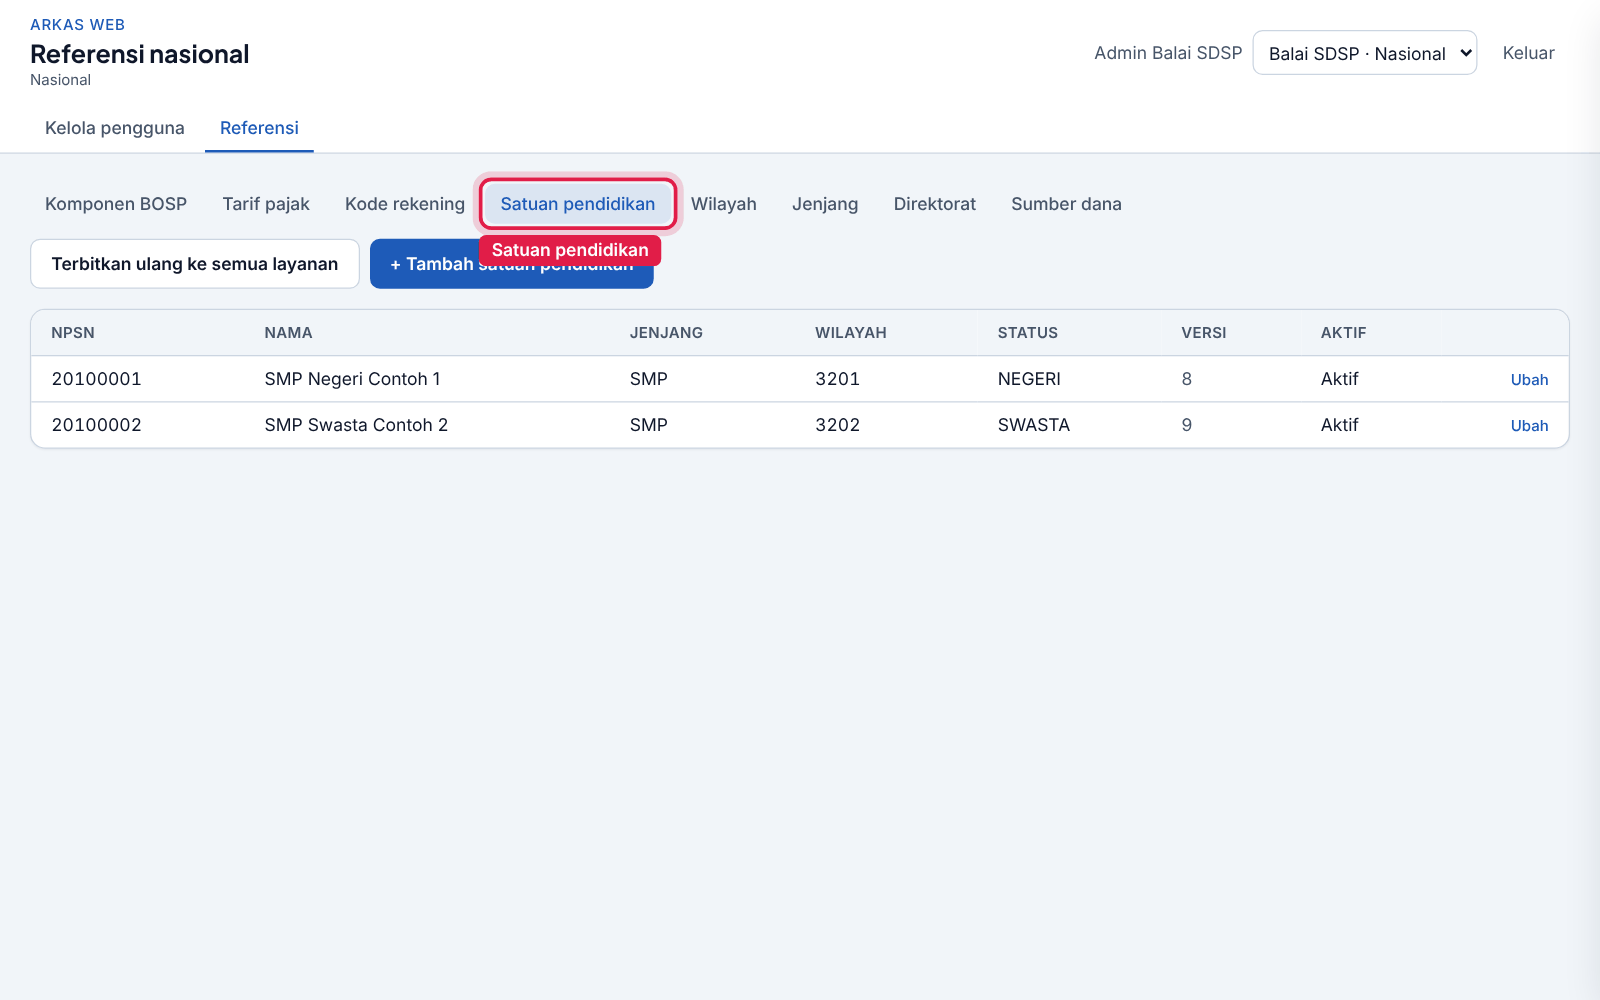 ARKAS WEB
Referensi nasional
Nasional
Admin Balai SDSP
Balai SDSP · Nasional
Keluar
Kelola pengguna
Referensi
Komponen BOSP
Tarif pajak
Kode rekening
Satuan pendidikan
Wilayah
Jenjang
Direktorat
Sumber dana
Satuan pendidikan
Terbitkan ulang ke semua layanan
+ Tambah satuan pendidikan
NPSN NAMA JENJANG WILAYAH STATUS VERSI AKTIF
20100001 SMP Negeri Contoh 1 SMP 3201 NEGERI 8 Aktif Ubah
20100002 SMP Swasta Contoh 2 SMP 3202 SWASTA 9 Aktif Ubah